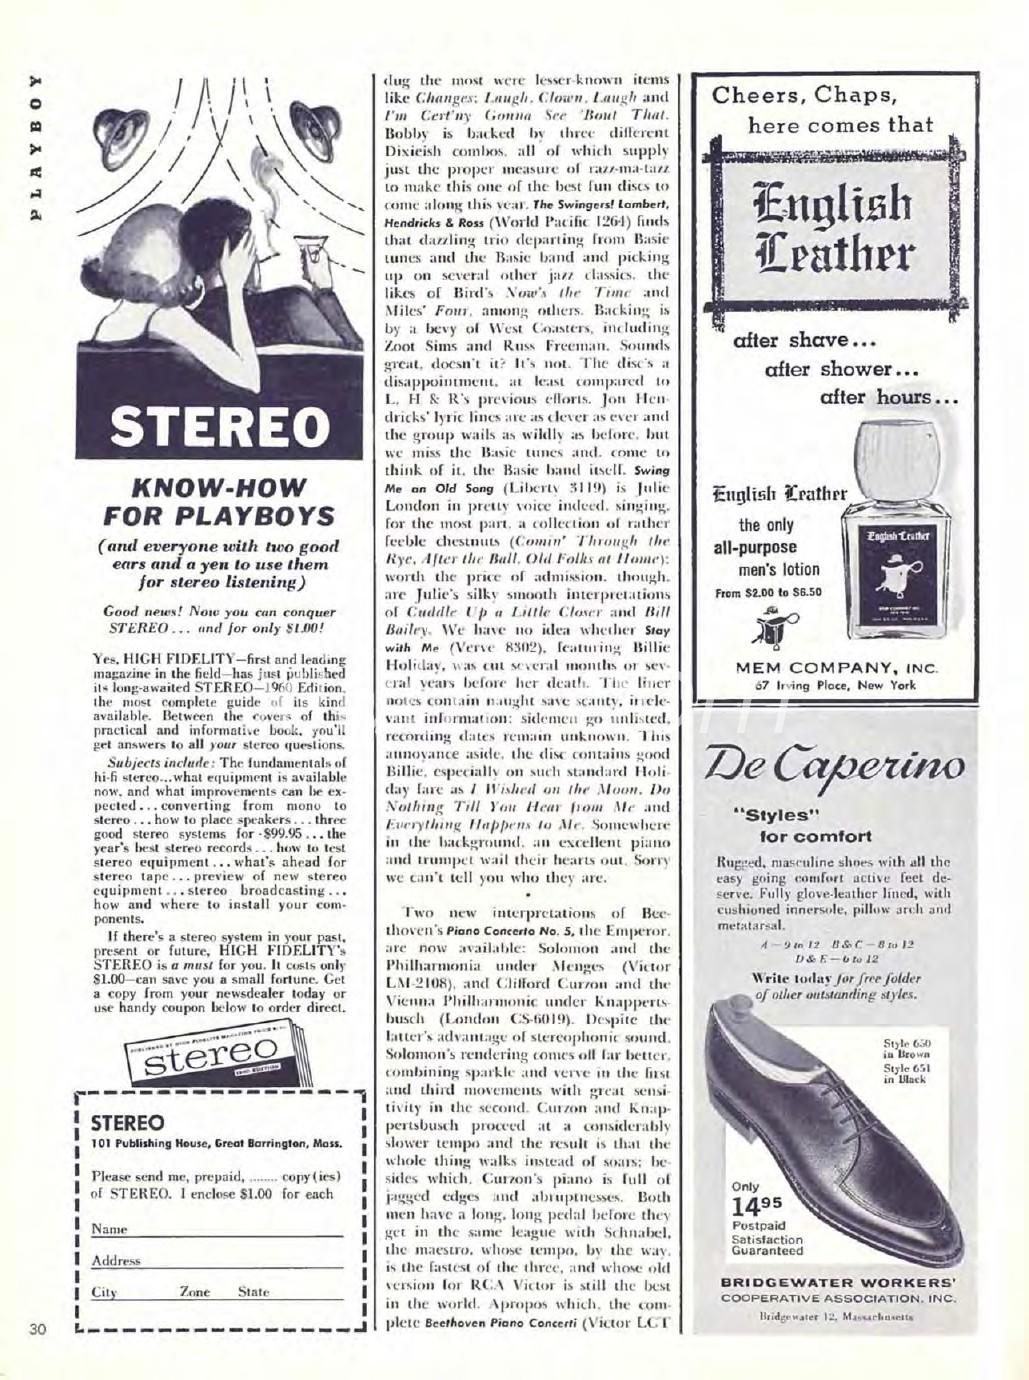 PLAYBOY
STEREO
KNOW-HOW
FOR PLAYBOYS
(and everyone with two good
ears and a yen to use them
for stereo listening)
Good news! Now you can conquer
STEREO... and for only $1.00!
Yes, HIGH FIDELITY—first and leading
magazine in the field—has just published
its long-awaited STEREO—1960 Edition,
the most complete guide of its kind
available. Between the covers of this
practical and informative book, you'll
get answers to all your stereo questions.
Subjects include: The fundamentals of
hi-fi stereo...what equipment is available
now, and what improvements can be ex-
pected...converting from mono to
stereo...how to place speakers...three
good stereo systems for $99.95...the
year's best stereo records...how to test
stereo equipment...what's ahead for
stereo tape...preview of new stereo
equipment...stereo broadcasting...
how and where to install your com-
ponents.
If there's a stereo system in your past,
present or future, HIGH FIDELITY's
STEREO is a must for you. It costs only
$1.00—can save you a small fortune. Get
a copy from your newsdealer today or
use handy coupon below to order direct.
stereo
1960 EDITION
STEREO
101 Publishing House, Great Barrington, Mass.
Please send me, prepaid, ........ copy(ies)
of STEREO. I enclose $1.00 for each
Name
Address
City Zone State
30
dug the most were lesser-known items
like Changes; Laugh, Clown, Laugh and
I'm Cert'ny Gonna See 'Bout That.
Bobby is backed by three different
Dixieish combos, all of which supply
just the proper measure of razz-ma-tazz
to make this one of the best fun discs to
come along this year. The Swingers! Lambert,
Hendricks & Ross (World Pacific 1264) finds
that dazzling trio departing from Basie
tunes and the Basie band and picking
up on several other jazz classics, the
likes of Bird's Now's the Time and
Miles' Four, among others. Backing is
by a bevy of West Coasters, including
Zoot Sims and Russ Freeman. Sounds
great, doesn't it? It's not. The disc's a
disappointment, at least compared to
L, H & R's previous efforts. Jon Hen-
dricks' lyric lines are as clever as ever and
the group wails as wildly as before, but
we miss the Basie tunes and, come to
think of it, the Basie band itself. Swing
Me an Old Song (Liberty 3119) is Julie
London in pretty voice indeed, singing,
for the most part, a collection of rather
feeble chestnuts (Comin' Through the
Rye, After the Ball, Old Folks at Home);
worth the price of admission, though,
are Julie's silky smooth interpretations
of Cuddle Up a Little Closer and Bill
Bailey. We have no idea whether Stay
with Me (Verve 8302), featuring Billie
Holiday, was cut several months or sev-
eral years before her death. The liner
notes contain naught save scanty, irrele-
vant information; sidemen go unlisted,
recording dates remain unknown. This
annoyance aside, the disc contains good
Billie, especially on such standard Holi-
day fare as I Wished on the Moon, Do
Nothing Till You Hear from Me and
Everything Happens to Me. Somewhere
in the background, an excellent piano
and trumpet wail their hearts out. Sorry
we can't tell you who they are.
•
Two new interpretations of Bee-
thoven's Piano Concerto No. 5, the Emperor,
are now available: Solomon and the
Philharmonia under Menges (Victor
LM-2108), and Clifford Curzon and the
Vienna Philharmonic under Knapperts-
busch (London CS-6019). Despite the
latter's advantage of stereophonic sound,
Solomon's rendering comes off far better,
combining sparkle and verve in the first
and third movements with great sensi-
tivity in the second. Curzon and Knap-
pertsbusch proceed at a considerably
slower tempo and the result is that the
whole thing walks instead of soars; be-
sides which, Curzon's piano is full of
jagged edges and abruptnesses. Both
men have a long, long pedal before they
get in the same league with Schnabel,
the maestro, whose tempo, by the way,
is the fastest of the three, and whose old
version for RCA Victor is still the best
in the world. Apropos which, the com-
plete Beethoven Piano Concerti (Victor LCT
Cheers, Chaps,
here comes that
English
Leather
after shave...
after shower...
after hours...
English Leather
the only
all-purpose
men's lotion
From $2.00 to $6.50
English Leather
MEM COMPANY, INC.
67 Irving Place, New York
De Caperino
"Styles"
for comfort
Rugged, masculine shoes with all the
easy going comfort active feet de-
serve. Fully glove-leather lined, with
cushioned innersole, pillow arch and
metatarsal.
A — 9 to 12 B & C — 8 to 12
D & E — 6 to 12
Write today for free folder
of other outstanding styles.
Style 650
in Brown
Style 651
in Black
Only
14 95
Postpaid
Satisfaction
Guaranteed
BRIDGEWATER WORKERS'
COOPERATIVE ASSOCIATION, INC.
Bridgewater 12, Massachusetts